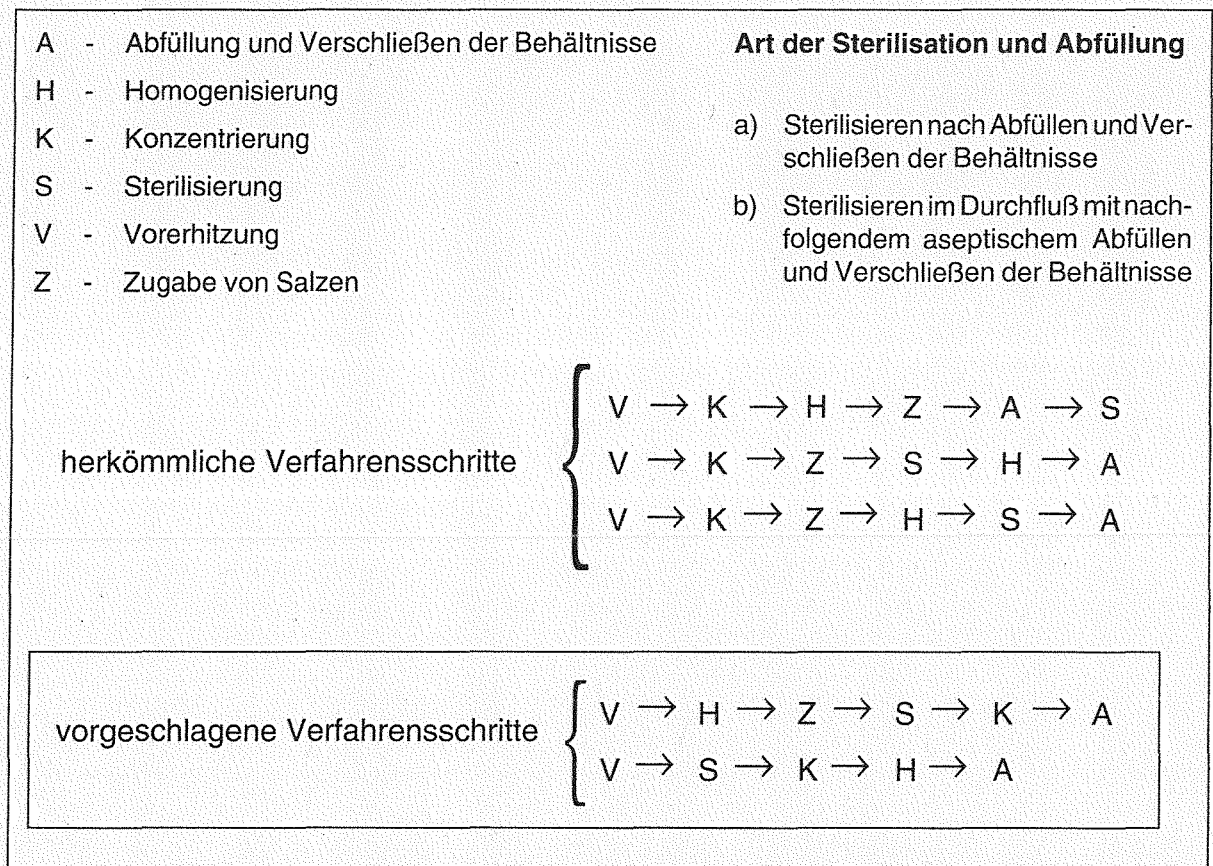 A - Abfüllung und Verschließen der Behältnisse
H - Homogenisierung
K - Konzentrierung
S - Sterilisierung
V - Vorerhitzung
Z - Zugabe von Salzen
Art der Sterilisation und Abfüllung
a) Sterilisieren nach Abfüllen und Ver-
schließen der Behältnisse
b) Sterilisieren im Durchfluß mit nach-
folgendem aseptischem Abfüllen
und Verschließen der Behältnisse
herkömmliche Verfahrensschritte
V → K → H → Z → A → S
V → K → Z → S → H → A
V → K → Z → H → S → A
vorgeschlagene Verfahrensschritte
V → H → Z → S → K → A
V → S → K → H → A